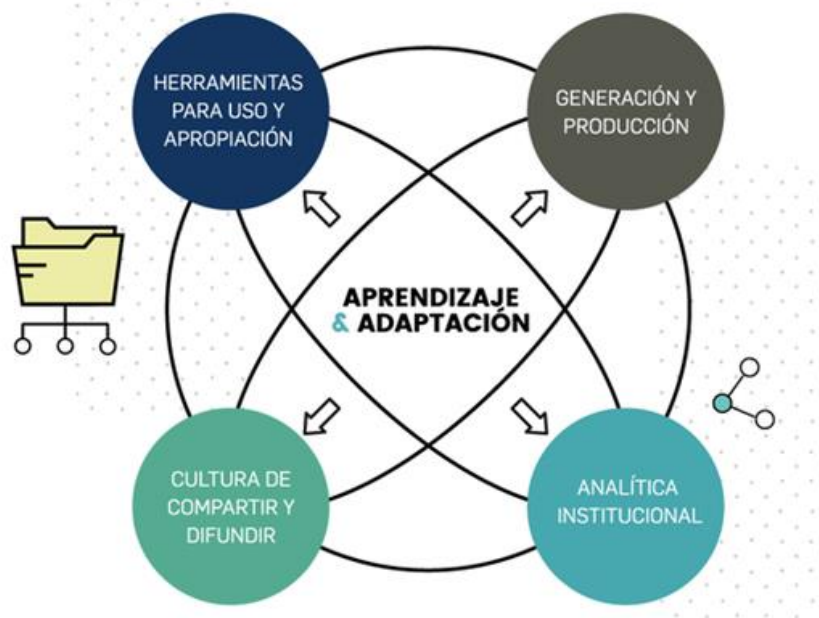 HERRAMIENTAS
PARA USO Y
APROPIACIÓN
GENERACIÓN Y
PRODUCCIÓN
APRENDIZAJE
& ADAPTACIÓN
CULTURA DE
COMPARTIR Y
DIFUNDIR
ANALÍTICA
INSTITUCIONAL